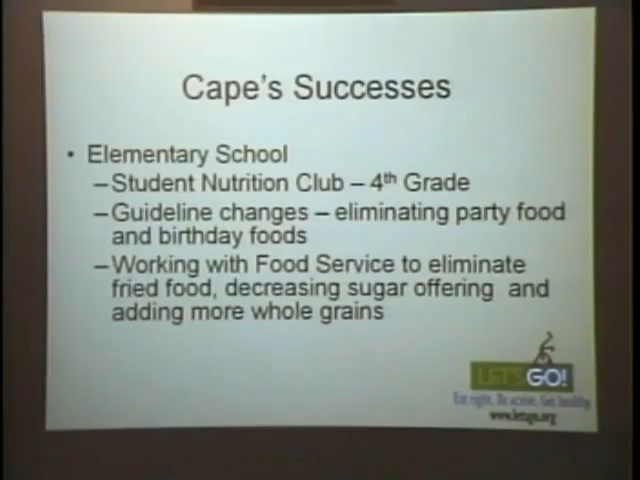 Cape's Successes
• Elementary School
–Student Nutrition Club – 4th Grade
–Guideline changes – eliminating party food
and birthday foods
–Working with Food Service to eliminate
fried food, decreasing sugar offering and
adding more whole grains
LET'S GO!
Eat right. Be active. Get healthy.
www.letsgo.org